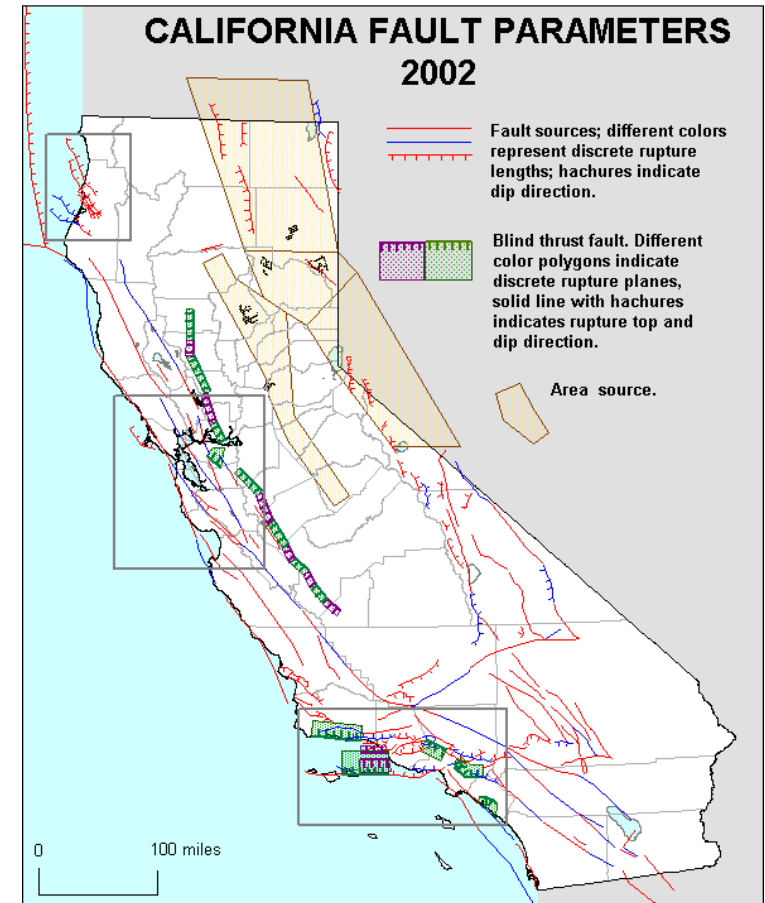 CALIFORNIA FAULT PARAMETERS
2002
Fault sources; different colors
represent discrete rupture
lengths; hachures indicate
dip direction.
Blind thrust fault. Different
color polygons indicate
discrete rupture planes,
solid line with hachures
indicates rupture top and
dip direction.
Area source.
0 100 miles